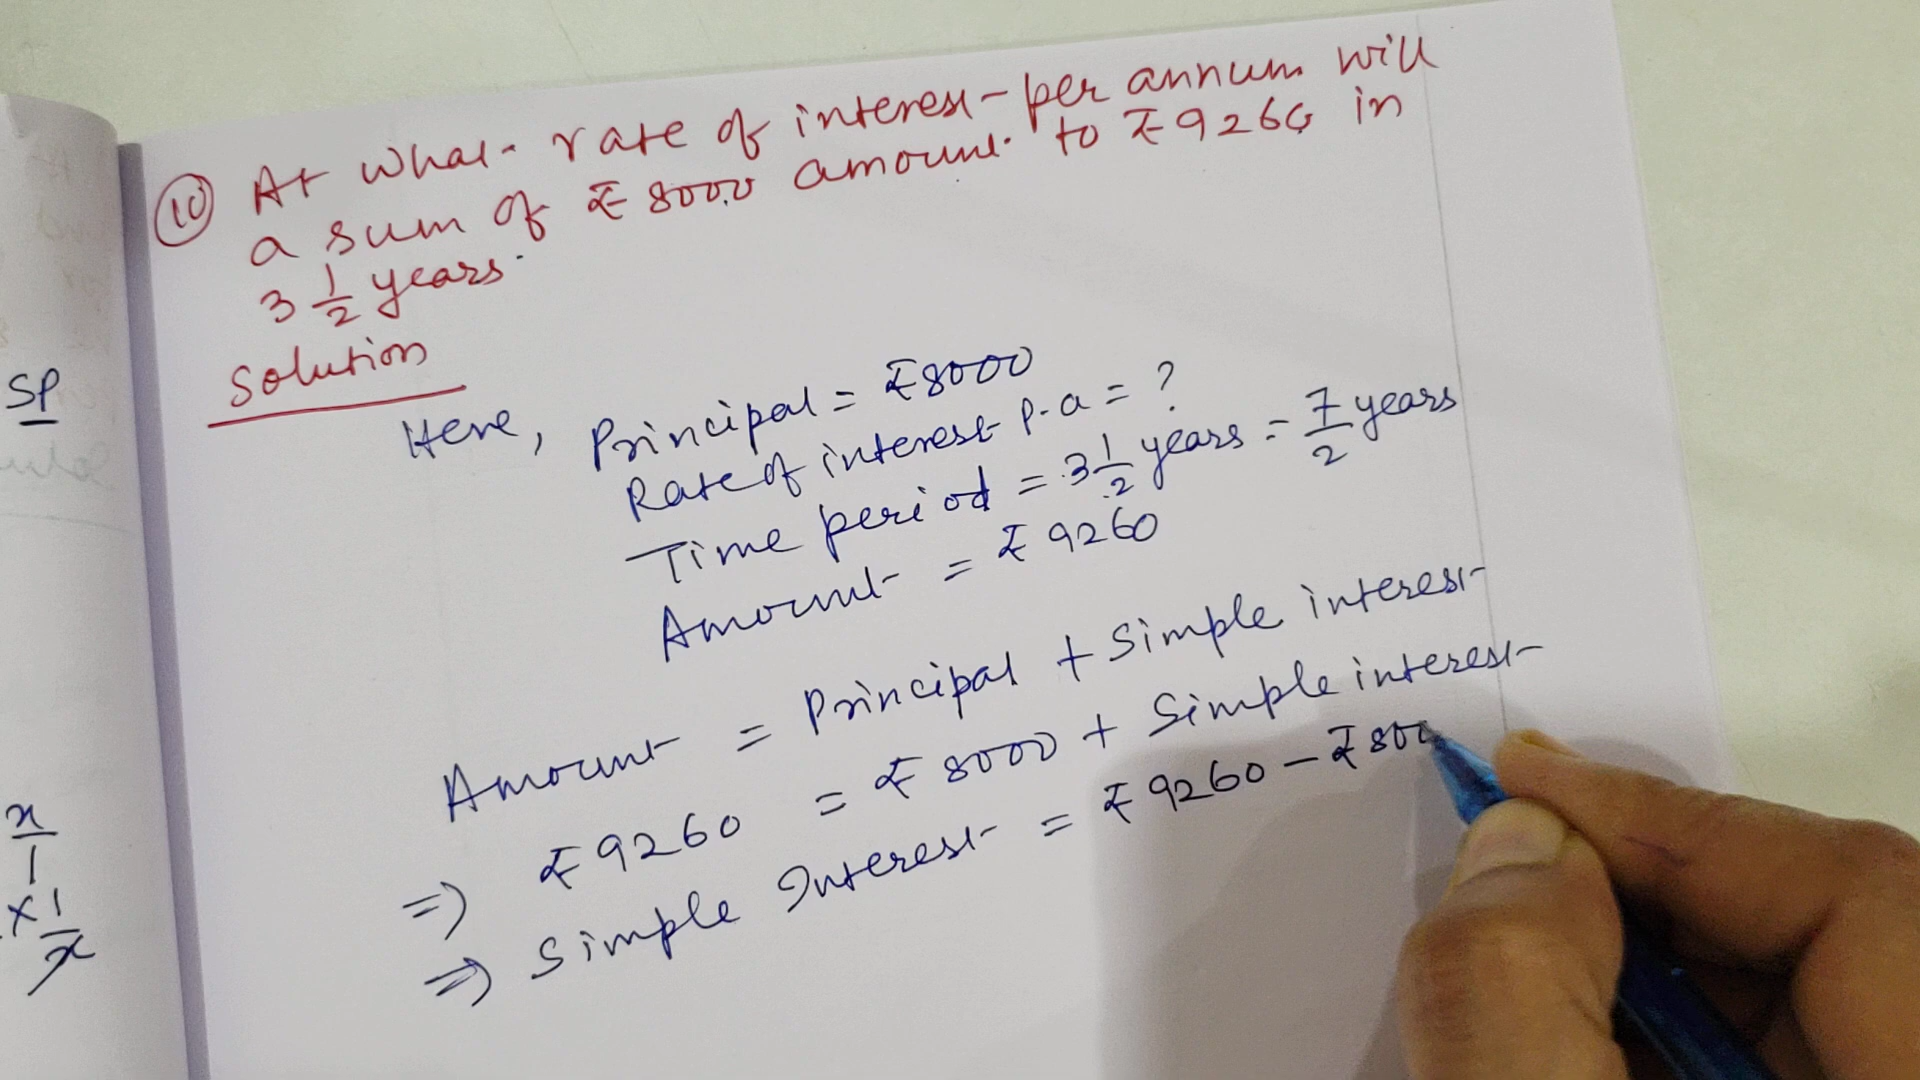 SP
x
1
x 1
x
10 At what rate of interest per annum will
a sum of ₹ 8000 amount to ₹ 9260 in
3 1/2 years.
Solution
Here, Principal = ₹8000
Rate of interest p.a = ?
Time period = 3 1/2 years = 7/2 years
Amount = ₹ 9260
Amount = Principal + Simple interest
=> ₹ 9260 = ₹ 8000 + Simple interest
=> Simple Interest = ₹ 9260 - ₹ 800